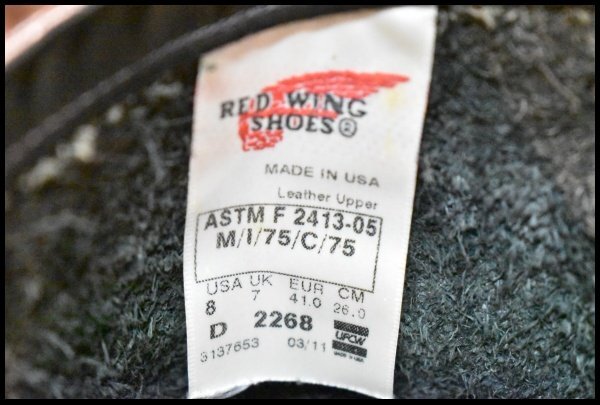 RED WING
SHOES®
MADE IN USA
Leather Upper
ASTM F 2413-05
M/I/75/C/75
USA UK EUR CM
8 7 41.0 26.0
D 2268
3137653 03/11
UFCW
MADE IN U.S.A.